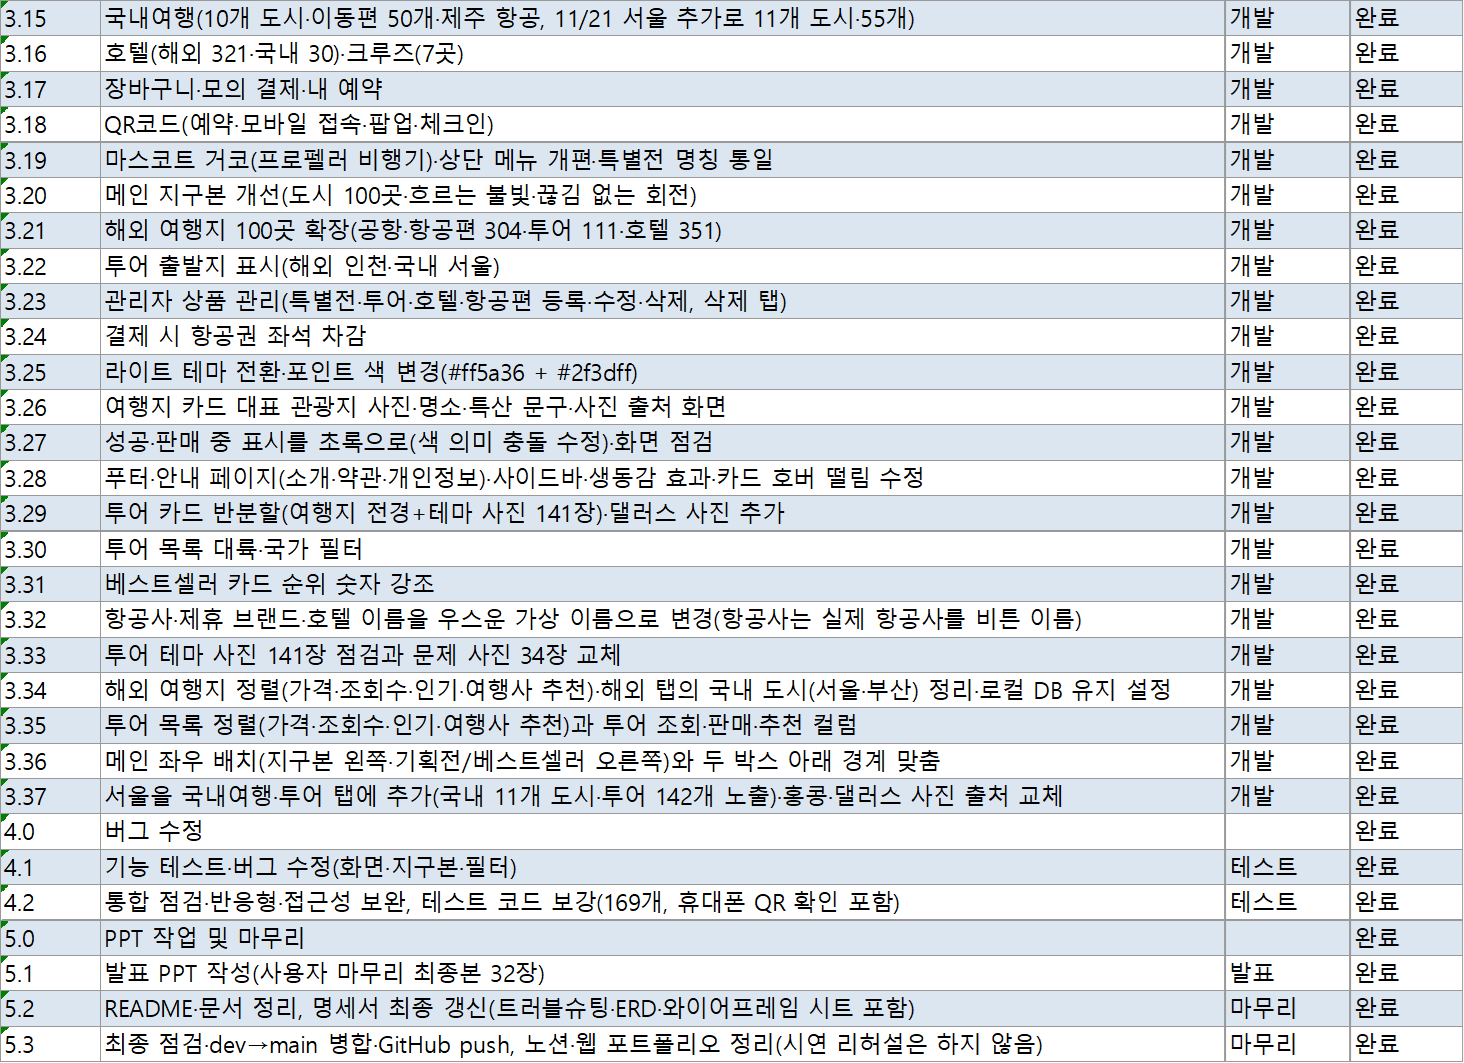 3.15 국내여행(10개 도시·이동편 50개·제주 항공, 11/21 서울 추가로 11개 도시·55개) 개발 완료
3.16 호텔(해외 321·국내 30)·크루즈(7곳) 개발 완료
3.17 장바구니·모의 결제·내 예약 개발 완료
3.18 QR코드(예약·모바일 접속·팝업·체크인) 개발 완료
3.19 마스코트 거코(프로펠러 비행기)·상단 메뉴 개편·특별전 명칭 통일 개발 완료
3.20 메인 지구본 개선(도시 100곳·흐르는 불빛·끊김 없는 회전) 개발 완료
3.21 해외 여행지 100곳 확장(공항·항공편 304·투어 111·호텔 351) 개발 완료
3.22 투어 출발지 표시(해외 인천·국내 서울) 개발 완료
3.23 관리자 상품 관리(특별전·투어·호텔·항공편 등록·수정·삭제, 삭제 탭) 개발 완료
3.24 결제 시 항공권 좌석 차감 개발 완료
3.25 라이트 테마 전환·포인트 색 변경(#ff5a36 + #2f3dff) 개발 완료
3.26 여행지 카드 대표 관광지 사진·명소·특산 문구·사진 출처 화면 개발 완료
3.27 성공·판매 중 표시를 초록으로(색 의미 충돌 수정)·화면 점검 개발 완료
3.28 푸터·안내 페이지(소개·약관·개인정보)·사이드바·생동감 효과·카드 호버 떨림 수정 개발 완료
3.29 투어 카드 반분할(여행지 전경+테마 사진 141장)·댈러스 사진 추가 개발 완료
3.30 투어 목록 대륙·국가 필터 개발 완료
3.31 베스트셀러 카드 순위 숫자 강조 개발 완료
3.32 항공사·제휴 브랜드·호텔 이름을 우스운 가상 이름으로 변경(항공사는 실제 항공사를 비튼 이름) 개발 완료
3.33 투어 테마 사진 141장 점검과 문제 사진 34장 교체 개발 완료
3.34 해외 여행지 정렬(가격·조회수·인기·여행사 추천)·해외 탭의 국내 도시(서울·부산) 정리·로컬 DB 유지 설정 개발 완료
3.35 투어 목록 정렬(가격·조회수·인기·여행사 추천)과 투어 조회·판매·추천 컬럼 개발 완료
3.36 메인 좌우 배치(지구본 왼쪽·기획전/베스트셀러 오른쪽)와 두 박스 아래 경계 맞춤 개발 완료
3.37 서울을 국내여행·투어 탭에 추가(국내 11개 도시·투어 142개 노출)·홍콩·댈러스 사진 출처 교체 개발 완료
4.0 버그 수정 완료
4.1 기능 테스트·버그 수정(화면·지구본·필터) 테스트 완료
4.2 통합 점검·반응형·접근성 보완, 테스트 코드 보강(169개, 휴대폰 QR 확인 포함) 테스트 완료
5.0 PPT 작업 및 마무리 완료
5.1 발표 PPT 작성(사용자 마무리 최종본 32장) 발표 완료
5.2 README·문서 정리, 명세서 최종 갱신(트러블슈팅·ERD·와이어프레임 시트 포함) 마무리 완료
5.3 최종 점검·dev→main 병합·GitHub push, 노션·웹 포트폴리오 정리(시연 리허설은 하지 않음) 마무리 완료